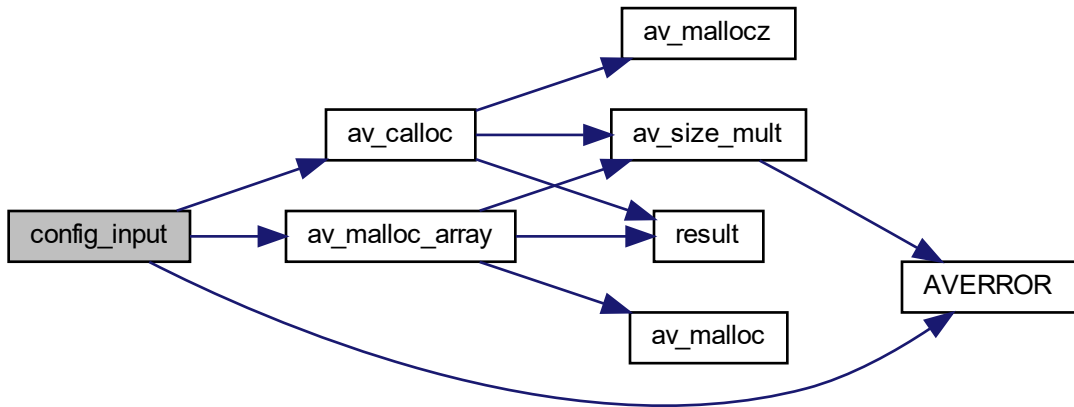 av_mallocz
av_calloc
av_size_mult
config_input
av_malloc_array
result
AVERROR
av_malloc